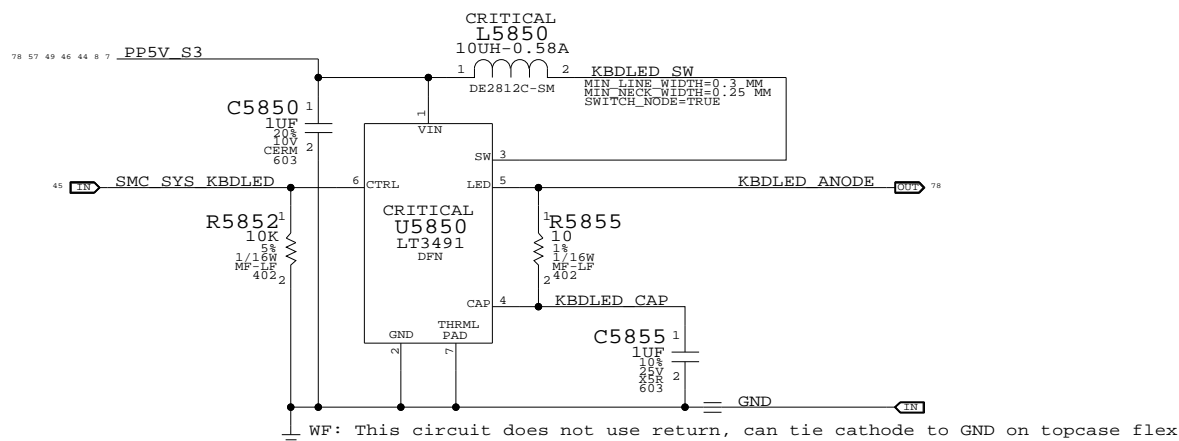 CRITICAL
L5850
10UH-0.58A
78 57 49 46 44 8 7 PP5V_S3
1 2 KBDLED_SW
DE2812C-SM
MIN_LINE_WIDTH=0.3 MM
MIN_NECK_WIDTH=0.25 MM
SWITCH_NODE=TRUE
C5850 1
1UF
20%
10V
CERM 2
603
1
VIN
SW 3
45 IN SMC_SYS_KBDLED 6 CTRL
LED 5 KBDLED_ANODE OUT 78
CRITICAL
U5850
LT3491
DFN
R5852 1
10K
5%
1/16W
MF-LF
402 2
1 R5855
10
1%
1/16W
MF-LF
2 402
CAP 4 KBDLED_CAP
GND THRML
PAD
2 7
C5855 1
1UF
10%
25V
X5R 2
603
GND IN
WF: This circuit does not use return, can tie cathode to GND on topcase flex